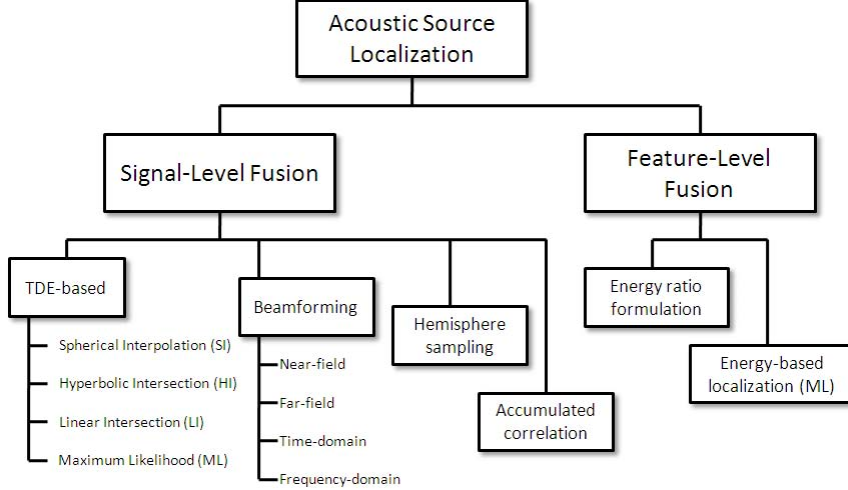 Acoustic Source
Localization
Signal-Level Fusion
Feature-Level
Fusion
TDE-based
Spherical Interpolation (SI)
Hyperbolic Intersection (HI)
Linear Intersection (LI)
Maximum Likelihood (ML)
Beamforming
Near-field
Far-field
Time-domain
Frequency-domain
Hemisphere
sampling
Accumulated
correlation
Energy ratio
formulation
Energy-based
localization (ML)